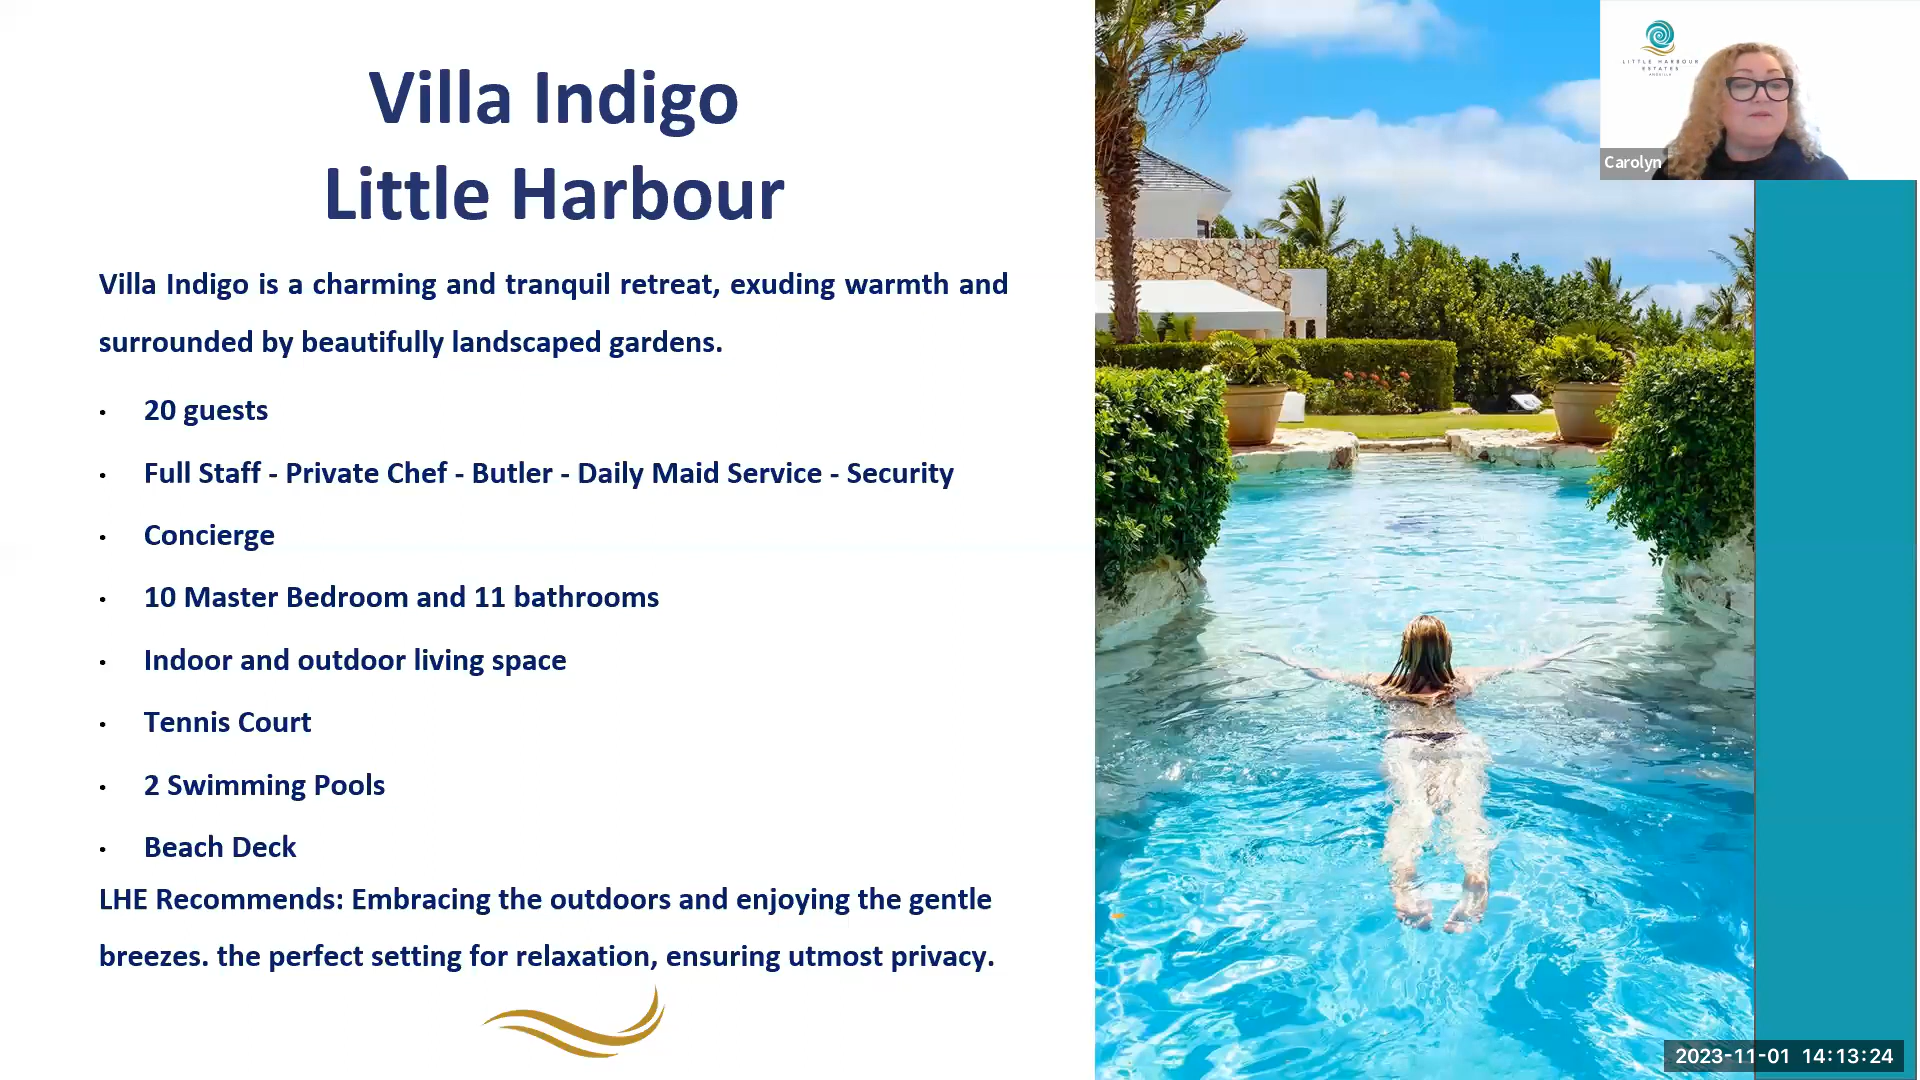 Villa Indigo
Little Harbour
Villa Indigo is a charming and tranquil retreat, exuding warmth and
surrounded by beautifully landscaped gardens.
• 20 guests
• Full Staff - Private Chef - Butler - Daily Maid Service - Security
• Concierge
• 10 Master Bedroom and 11 bathrooms
• Indoor and outdoor living space
• Tennis Court
• 2 Swimming Pools
• Beach Deck
LHE Recommends: Embracing the outdoors and enjoying the gentle
breezes. the perfect setting for relaxation, ensuring utmost privacy.
LITTLE HARBOUR
ESTATES
ANGUILLA
Carolyn
2023-11-01 14:13:24